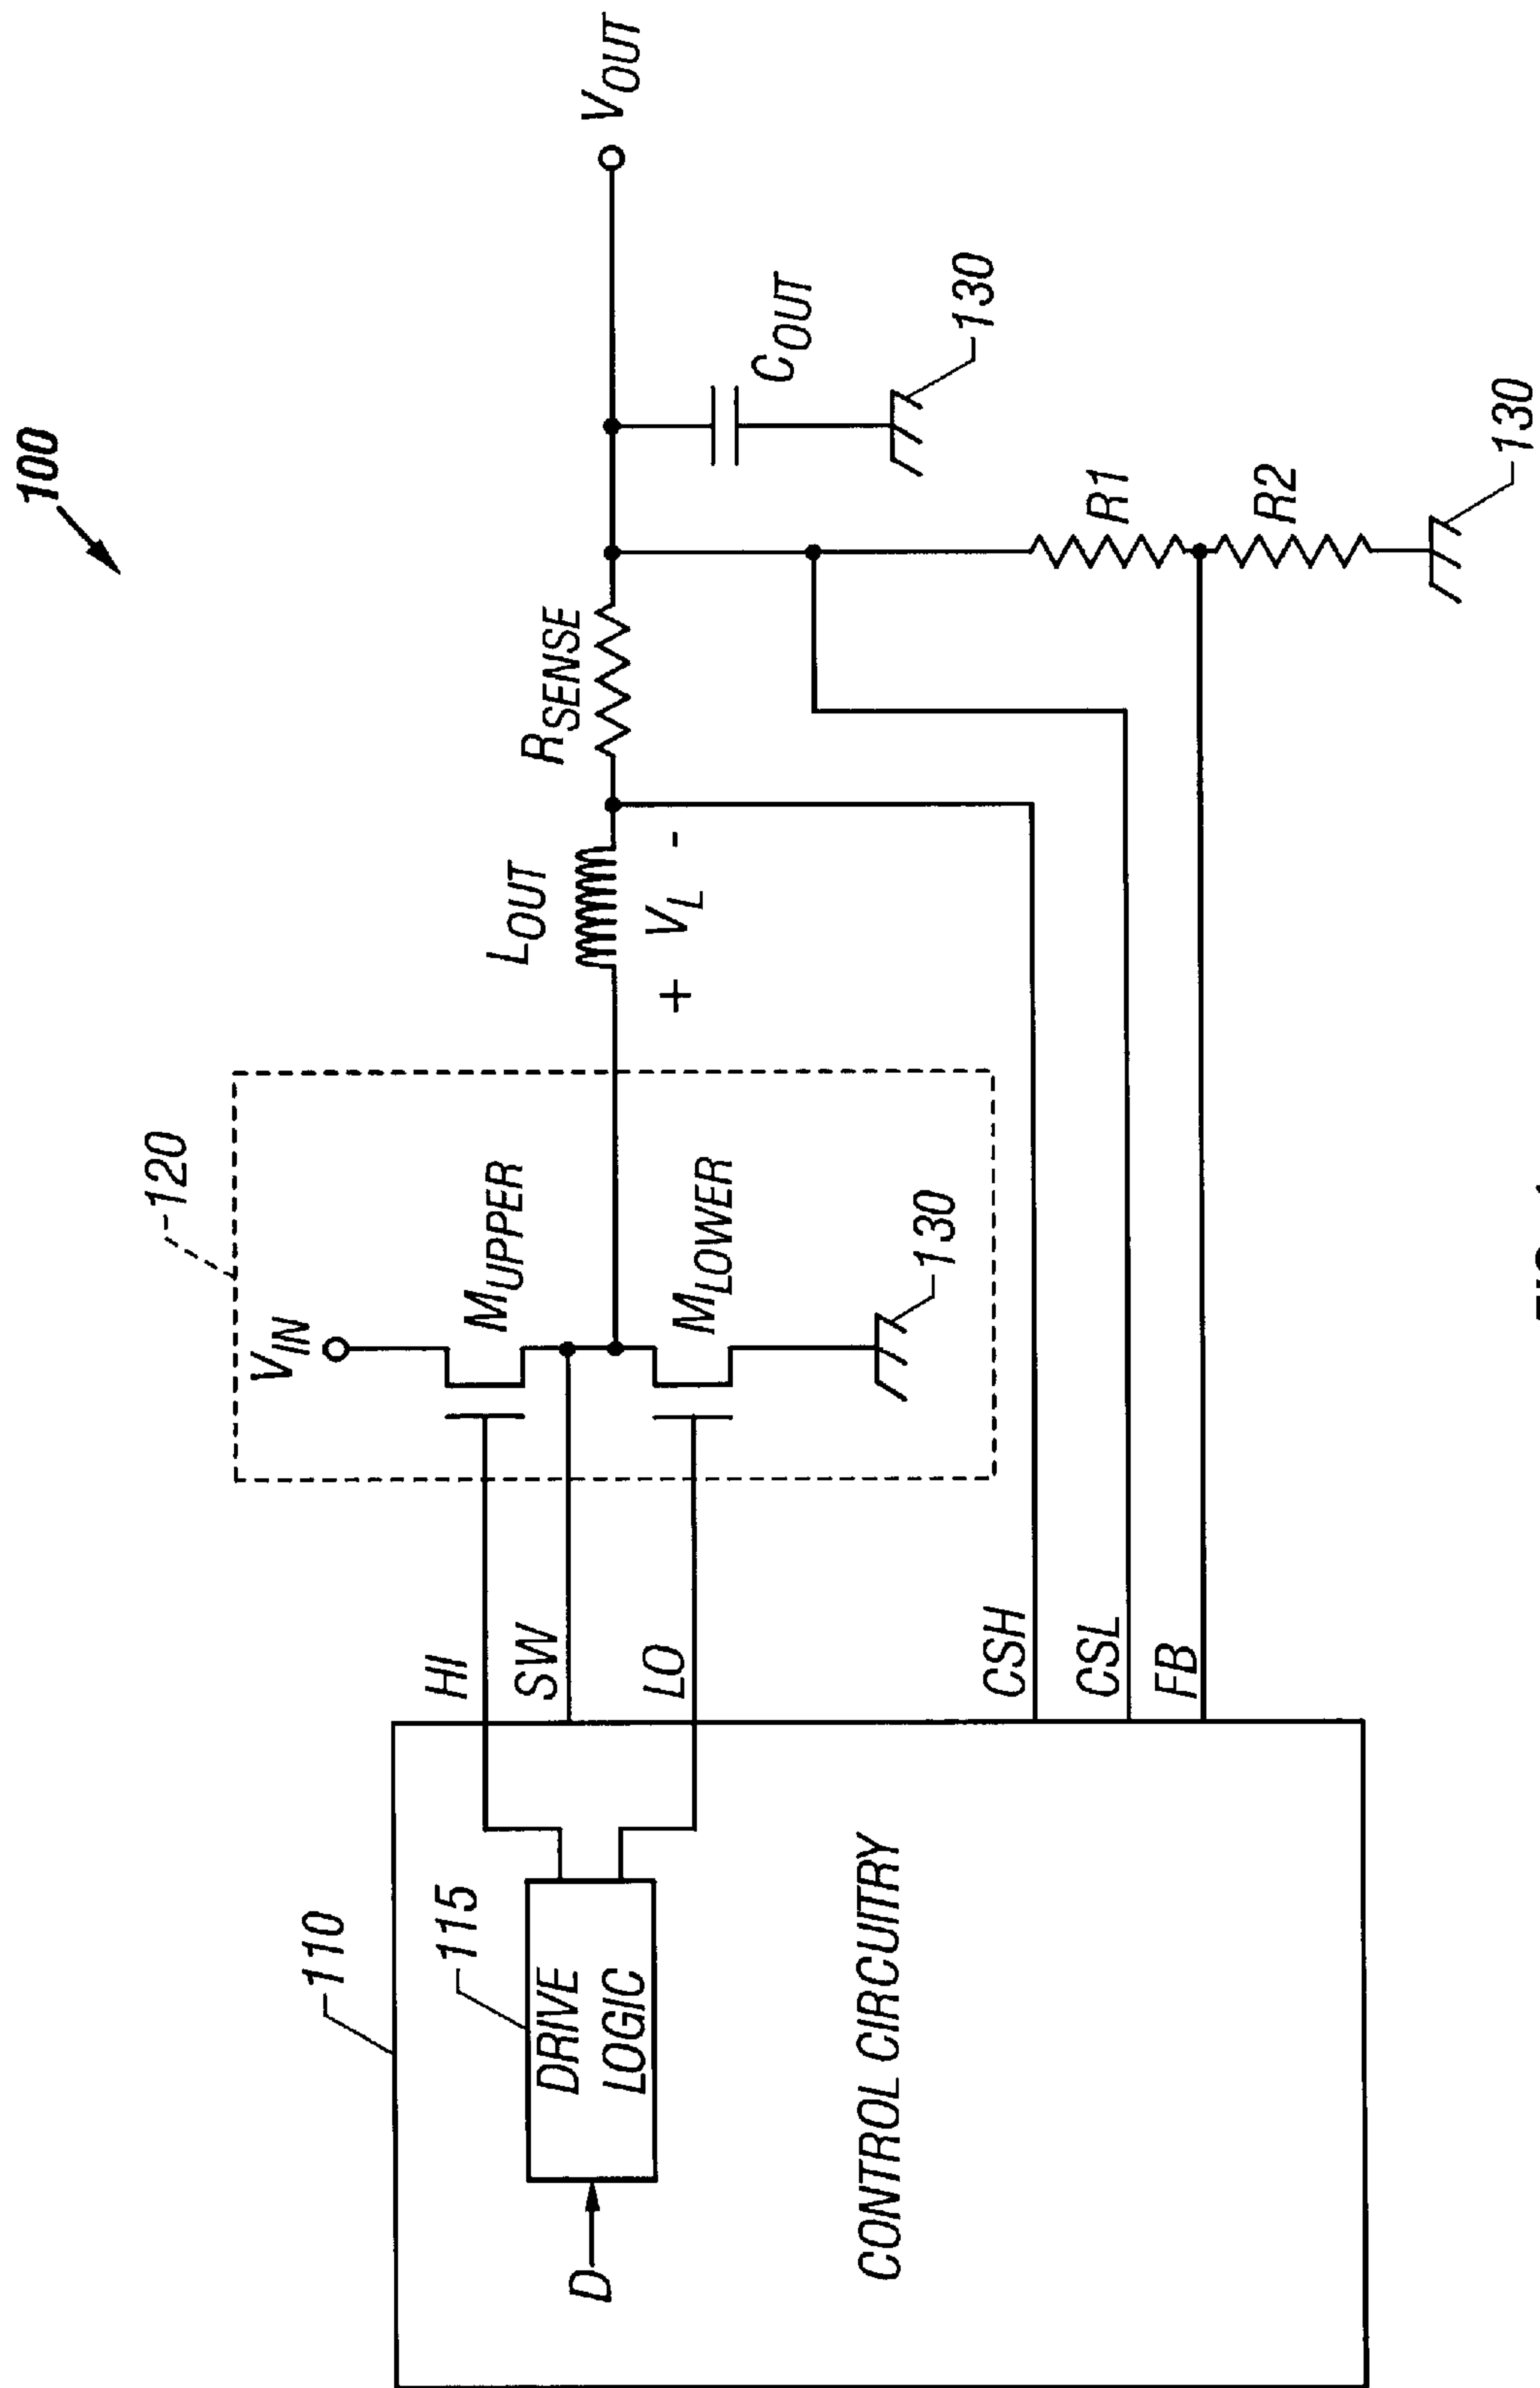 100
120
V_IN
M_UPPER
M_LOWER
130
L_OUT
+ V_L -
R_SENSE
V_OUT
C_OUT
130
R1
R2
130
110
115
D
DRIVE
LOGIC
HI
SW
LO
CONTROL CIRCUITRY
CSH
CSL
FB